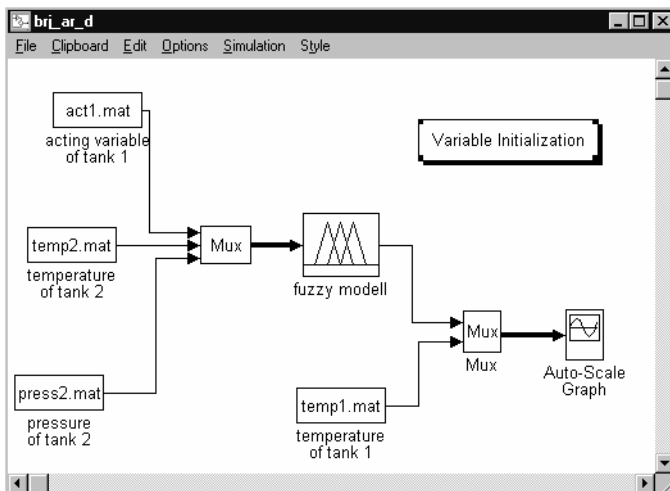 brj_ar_d
File Clipboard Edit Options Simulation Style
act1.mat
acting variable
of tank 1
Variable Initialization
temp2.mat
temperature
of tank 2
Mux
fuzzy modell
press2.mat
pressure
of tank 2
temp1.mat
temperature
of tank 1
Mux
Mux
Auto-Scale
Graph